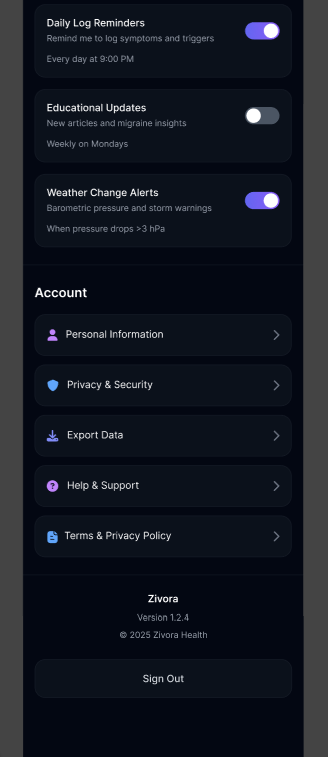 Daily Log Reminders
Remind me to log symptoms and triggers
Every day at 9:00 PM
Educational Updates
New articles and migraine insights
Weekly on Mondays
Weather Change Alerts
Barometric pressure and storm warnings
When pressure drops >3 hPa
Account
Personal Information
Privacy & Security
Export Data
Help & Support
Terms & Privacy Policy
Zivora
Version 1.2.4
© 2025 Zivora Health
Sign Out